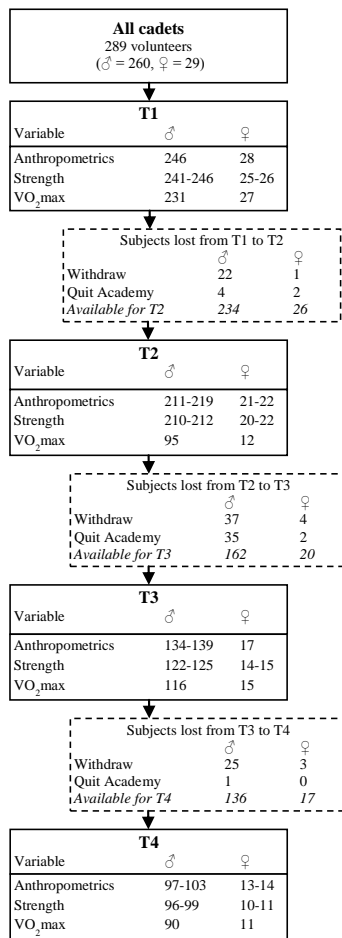 All cadets
289 volunteers
(♂ = 260, ♀ = 29)
T1
Variable ♂ ♀
Anthropometrics 246 28
Strength 241-246 25-26
VO₂max 231 27
Subjects lost from T1 to T2
♂ ♀
Withdraw 22 1
Quit Academy 4 2
Available for T2 234 26
T2
Variable ♂ ♀
Anthropometrics 211-219 21-22
Strength 210-212 20-22
VO₂max 95 12
Subjects lost from T2 to T3
♂ ♀
Withdraw 37 4
Quit Academy 35 2
Available for T3 162 20
T3
Variable ♂ ♀
Anthropometrics 134-139 17
Strength 122-125 14-15
VO₂max 116 15
Subjects lost from T3 to T4
♂ ♀
Withdraw 25 3
Quit Academy 1 0
Available for T4 136 17
T4
Variable ♂ ♀
Anthropometrics 97-103 13-14
Strength 96-99 10-11
VO₂max 90 11